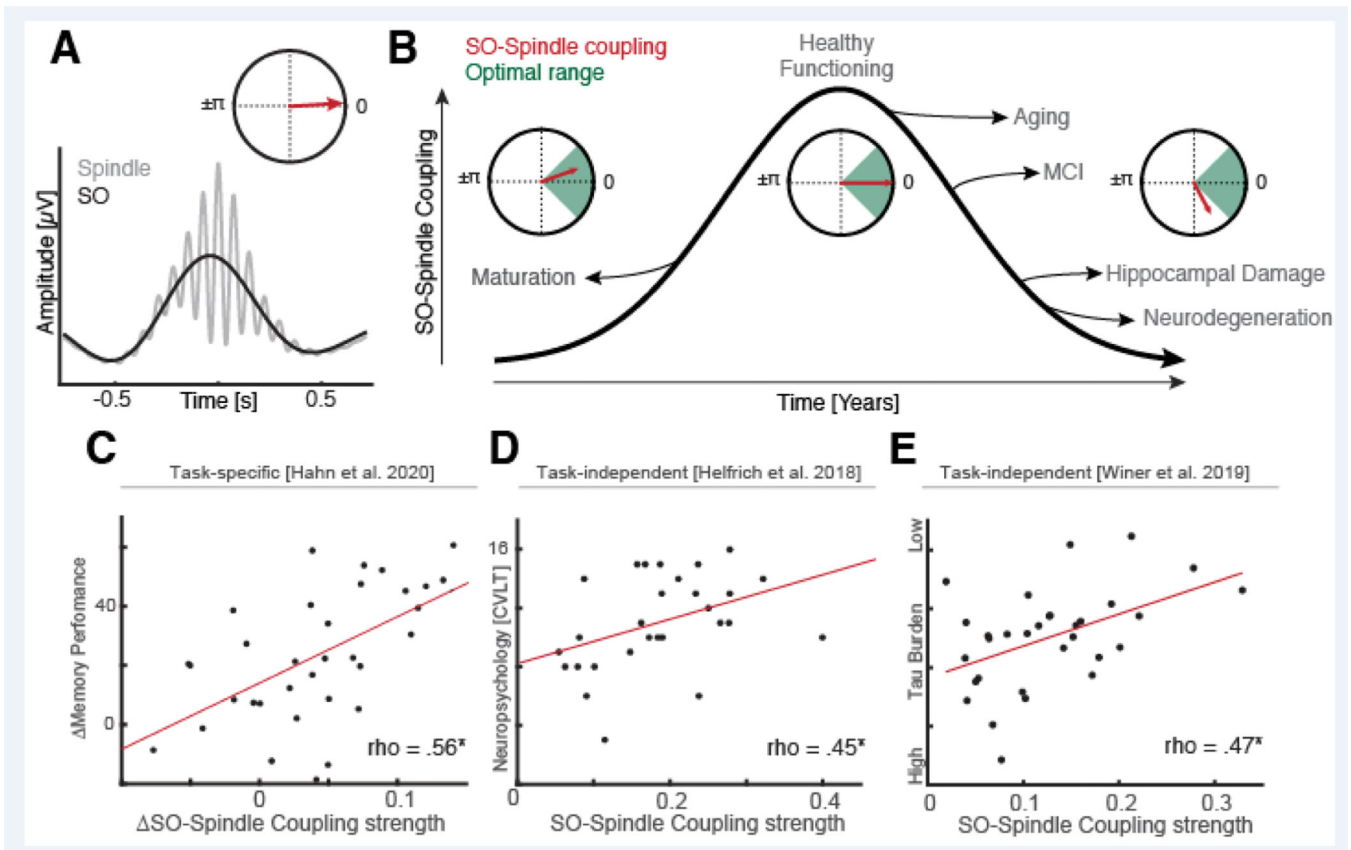 A
±π
0
Spindle
SO
Amplitude [µV]
-0.5
0.5
Time [s]
B
SO-Spindle coupling
Optimal range
Healthy
Functioning
SO-Spindle Coupling
±π
0
±π
0
±π
0
Aging
MCI
Maturation
Hippocampal Damage
Neurodegeneration
Time [Years]
C
Task-specific [Hahn et al. 2020]
ΔMemory Perfomance
40
0
rho = .56*
0
0.1
ΔSO-Spindle Coupling strength
D
Task-independent [Helfrich et al. 2018]
Neuropsychology [CVLT]
16
rho = .45*
0
0.2
0.4
SO-Spindle Coupling strength
E
Task-independent [Winer et al. 2019]
Low
Tau Burden
High
rho = .47*
0
0.1
0.2
0.3
SO-Spindle Coupling strength